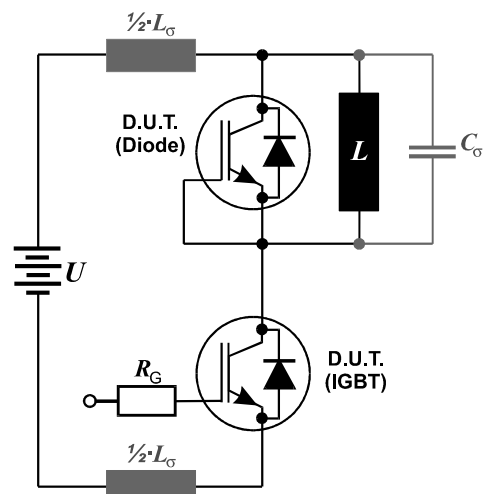 ½·Lσ
D.U.T.
(Diode)
L
Cσ
U
RG
D.U.T.
(IGBT)
½·Lσ